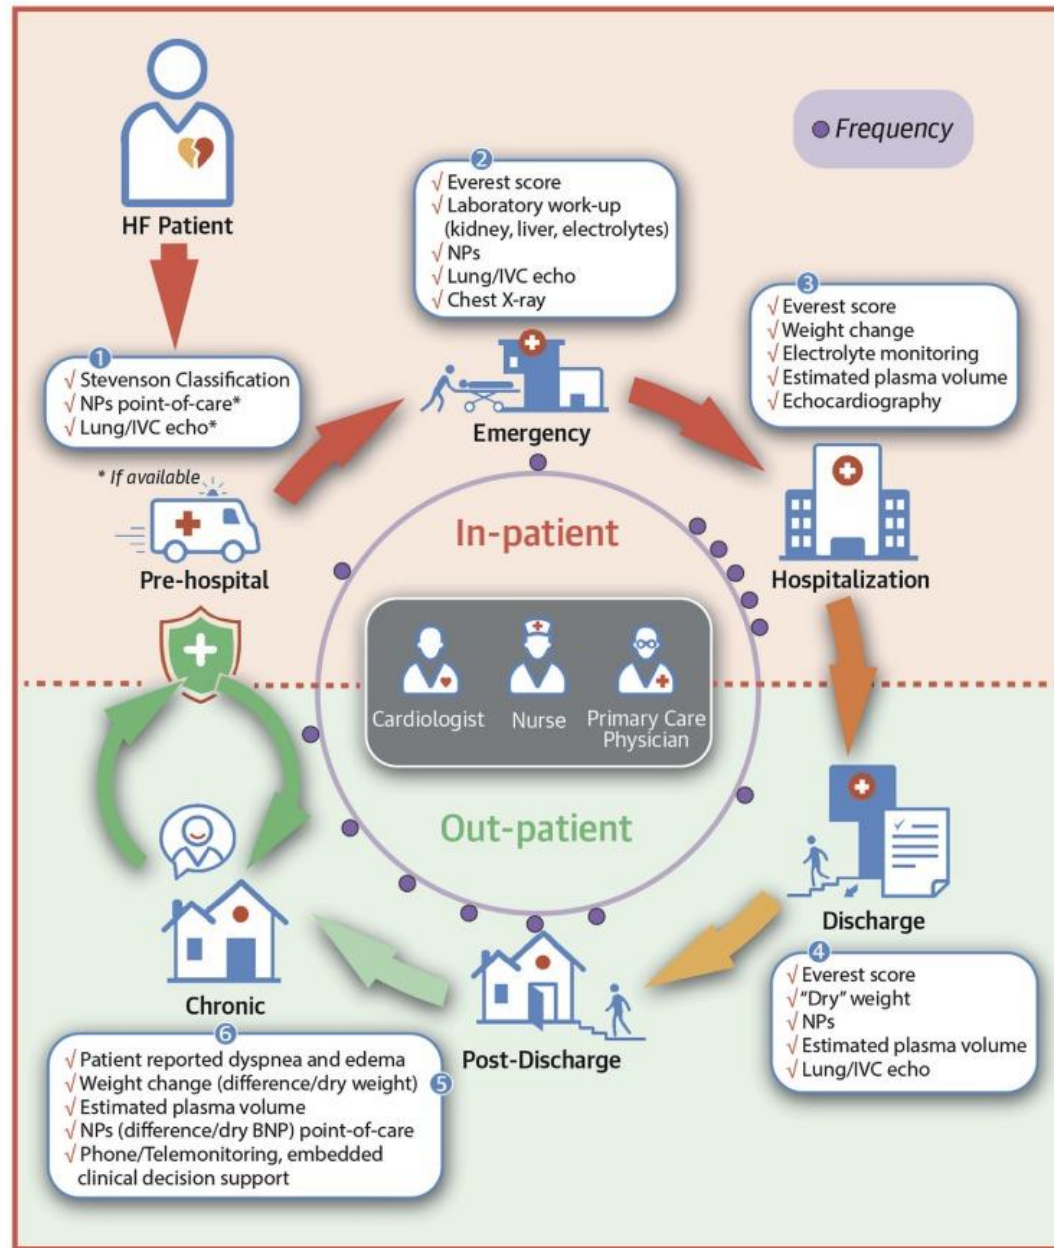 Frequency
HF Patient
2
√ Everest score
√ Laboratory work-up
(kidney, liver, electrolytes)
√ NPs
√ Lung/IVC echo
√ Chest X-ray
3
√ Everest score
√ Weight change
√ Electrolyte monitoring
√ Estimated plasma volume
√ Echocardiography
1
√ Stevenson Classification
√ NPs point-of-care*
√ Lung/IVC echo*
* If available
Pre-hospital
Emergency
Hospitalization
In-patient
Cardiologist
Nurse
Primary Care
Physician
Out-patient
Discharge
4
√ Everest score
√ "Dry" weight
√ NPs
√ Estimated plasma volume
√ Lung/IVC echo
Post-Discharge
Chronic
6
√ Patient reported dyspnea and edema
√ Weight change (difference/dry weight)
5
√ Estimated plasma volume
√ NPs (difference/dry BNP) point-of-care
√ Phone/Telemonitoring, embedded
clinical decision support